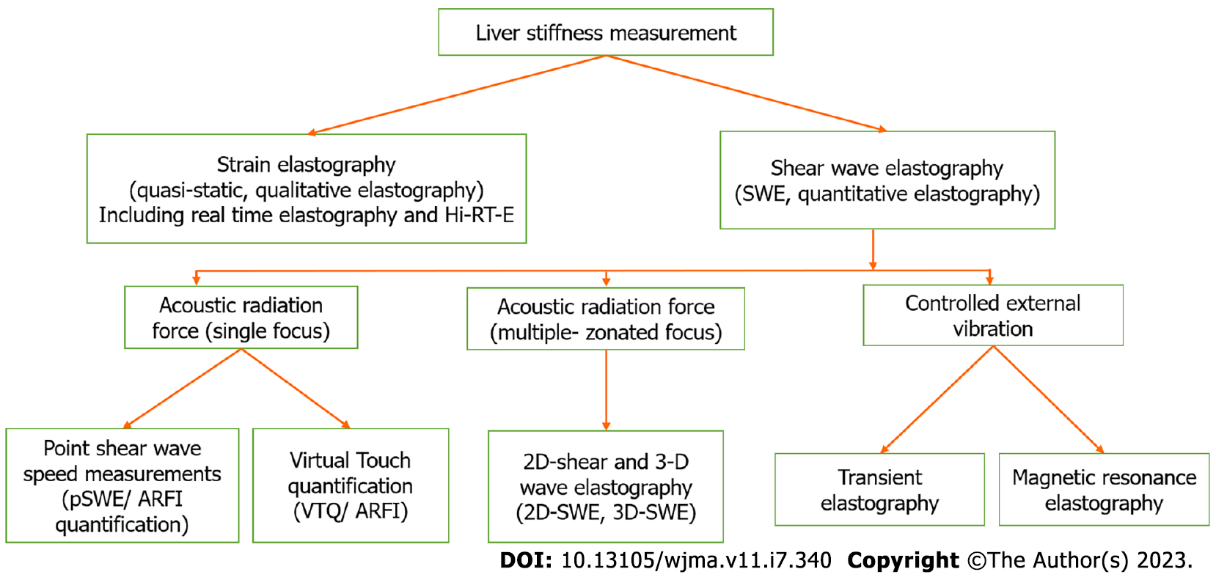 Liver stiffness measurement
Strain elastography
(quasi-static, qualitative elastography)
Including real time elastography and Hi-RT-E
Shear wave elastography
(SWE, quantitative elastography)
Acoustic radiation
force (single focus)
Acoustic radiation force
(multiple- zonated focus)
Controlled external
vibration
Point shear wave
speed measurements
(pSWE/ ARFI
quantification)
Virtual Touch
quantification
(VTQ/ ARFI)
2D-shear and 3-D
wave elastography
(2D-SWE, 3D-SWE)
Transient
elastography
Magnetic resonance
elastography
DOI: 10.13105/wjma.v11.i7.340 Copyright ©The Author(s) 2023.